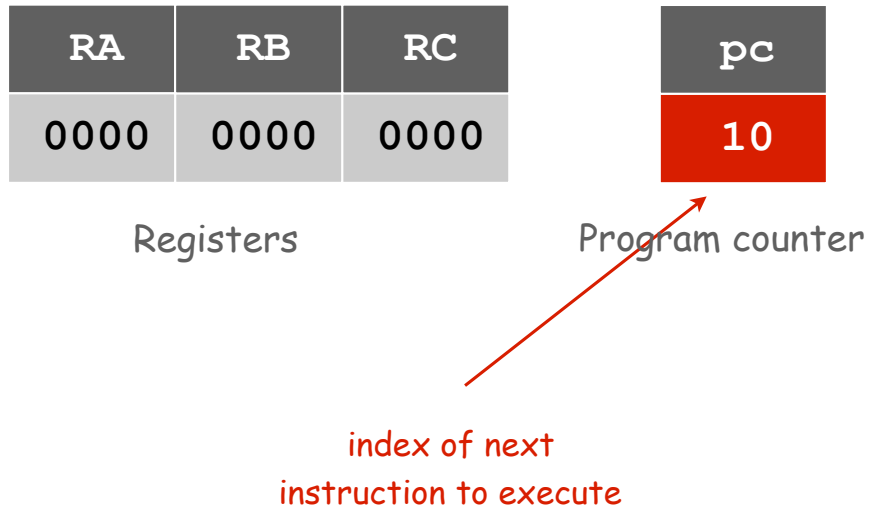 RA RB RC pc
0000 0000 0000 10
Registers Program counter
index of next
instruction to execute